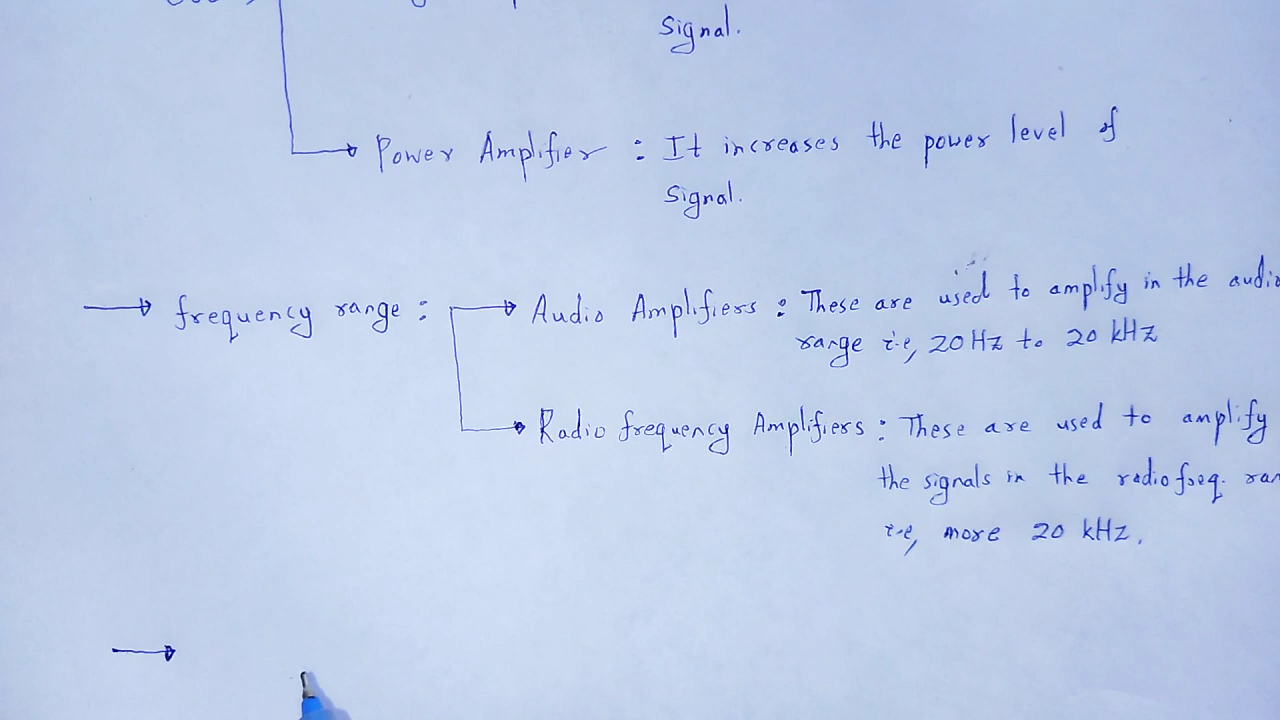 Signal.
Power Amplifier : It increases the power level of
Signal.
frequency range : Audio Amplifiers : These are used to amplify in the audio
range i.e, 20 Hz to 20 kHz
Radio frequency Amplifiers : These are used to amplify
the signals in the radio freq. ran
i.e, more 20 kHz.